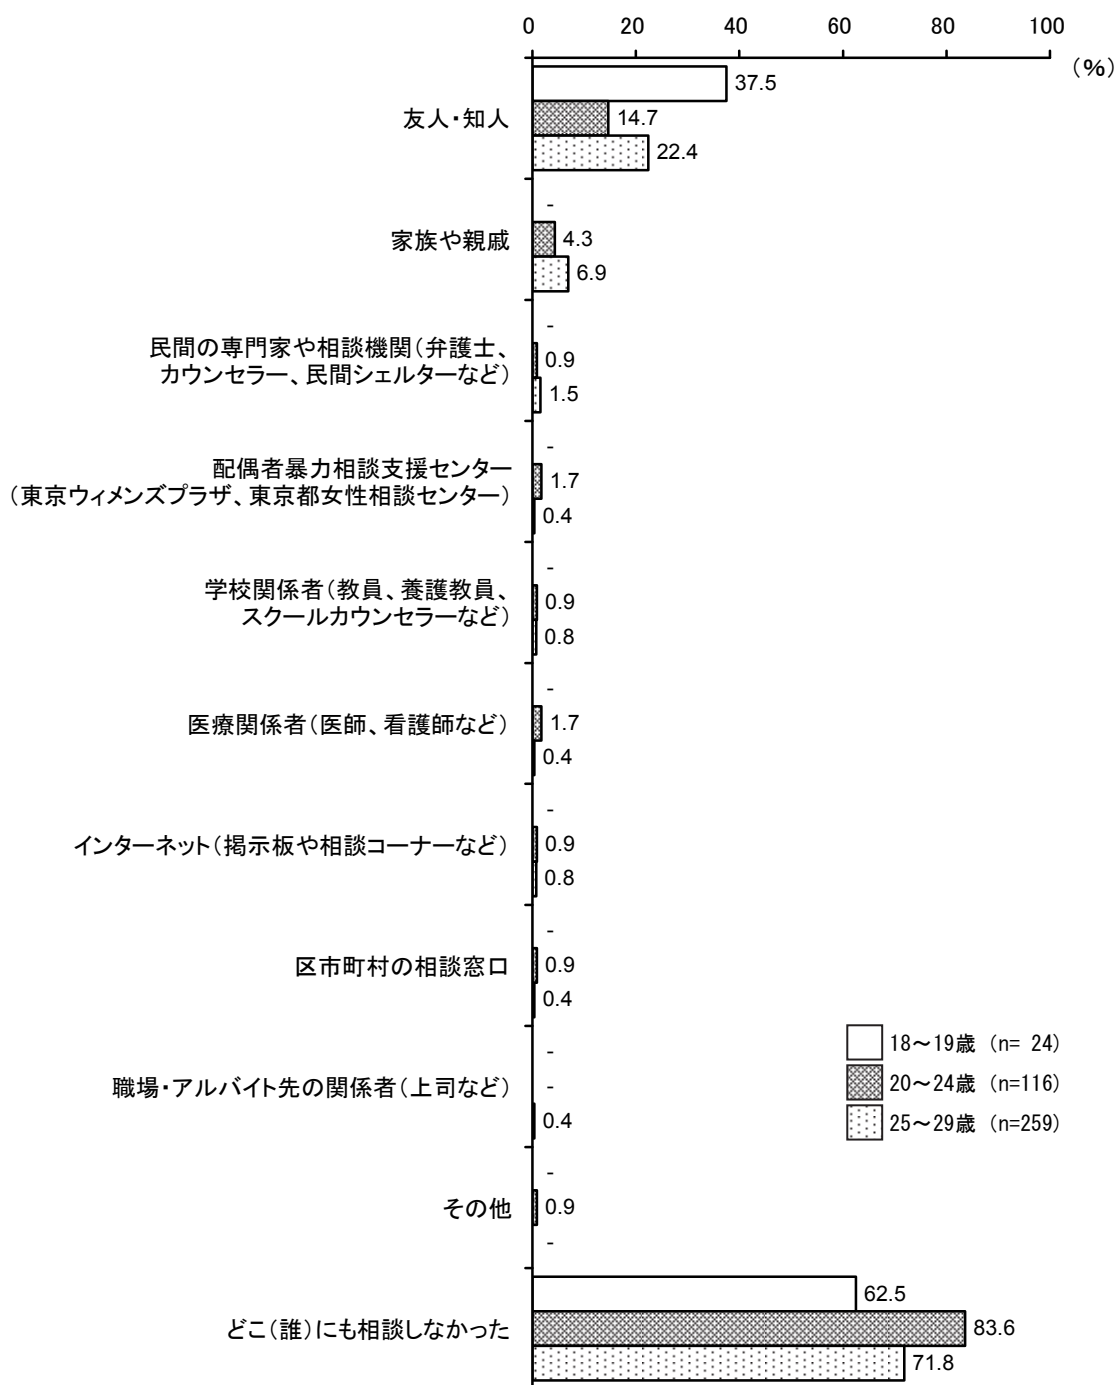 0 20 40 60 80 100
（％）
友人・知人
37.5
14.7
22.4
家族や親戚
-
4.3
6.9
民間の専門家や相談機関（弁護士、
カウンセラー、民間シェルターなど）
-
0.9
1.5
配偶者暴力相談支援センター
（東京ウィメンズプラザ、東京都女性相談センター）
-
1.7
0.4
学校関係者（教員、養護教員、
スクールカウンセラーなど）
-
0.9
0.8
医療関係者（医師、看護師など）
-
1.7
0.4
インターネット（掲示板や相談コーナーなど）
-
0.9
0.8
区市町村の相談窓口
-
0.9
0.4
職場・アルバイト先の関係者（上司など）
-
-
0.4
その他
-
0.9
-
どこ（誰）にも相談しなかった
62.5
83.6
71.8
18～19歳 （n= 24）
20～24歳 （n=116）
25～29歳 （n=259）